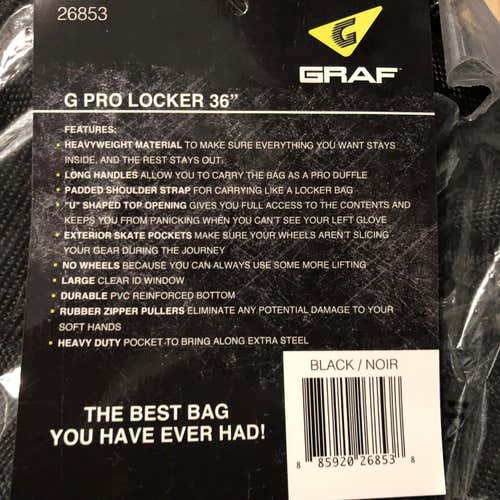 26853
GRAF
G PRO LOCKER 36"
FEATURES:
HEAVYWEIGHT MATERIAL TO MAKE SURE EVERYTHING YOU WANT STAYS
INSIDE, AND THE REST STAYS OUT.
LONG HANDLES ALLOW YOU TO CARRY THE BAG AS A PRO DUFFLE
PADDED SHOULDER STRAP FOR CARRYING LIKE A LOCKER BAG
"U" SHAPED TOP OPENING GIVES YOU FULL ACCESS TO THE CONTENTS AND
KEEPS YOU FROM PANICKING WHEN YOU CAN'T SEE YOUR LEFT GLOVE
EXTERIOR SKATE POCKETS MAKE SURE YOUR WHEELS AREN'T SLICING
YOUR GEAR DURING THE JOURNEY
NO WHEELS BECAUSE YOU CAN ALWAYS USE SOME MORE LIFTING
LARGE CLEAR ID WINDOW
DURABLE PVC REINFORCED BOTTOM
RUBBER ZIPPER PULLERS ELIMINATE ANY POTENTIAL DAMAGE TO YOUR
SOFT HANDS
HEAVY DUTY POCKET TO BRING ALONG EXTRA STEEL
BLACK / NOIR
THE BEST BAG
YOU HAVE EVER HAD!
8 85920 26853 8